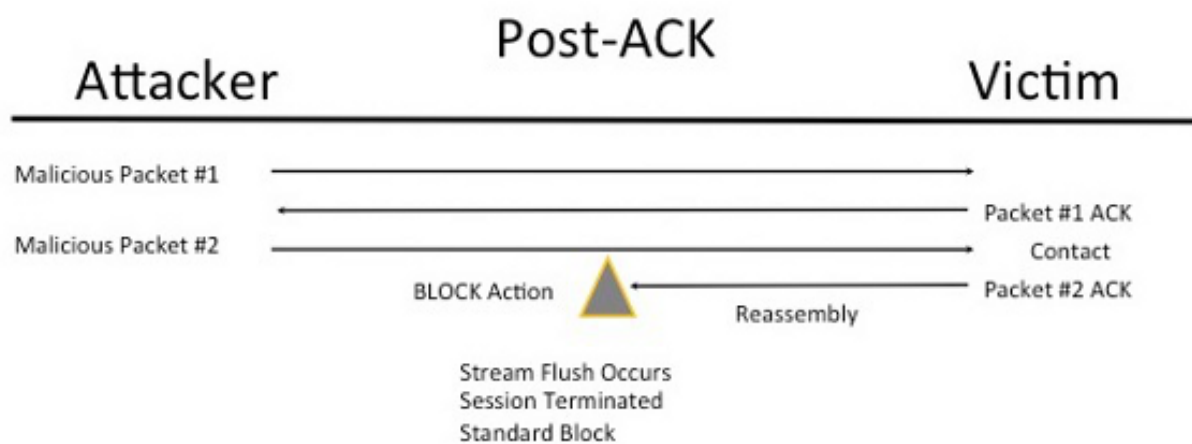 Post-ACK
Attacker
Victim
Malicious Packet #1
Packet #1 ACK
Malicious Packet #2
Contact
BLOCK Action
Packet #2 ACK
Reassembly
Stream Flush Occurs
Session Terminated
Standard Block